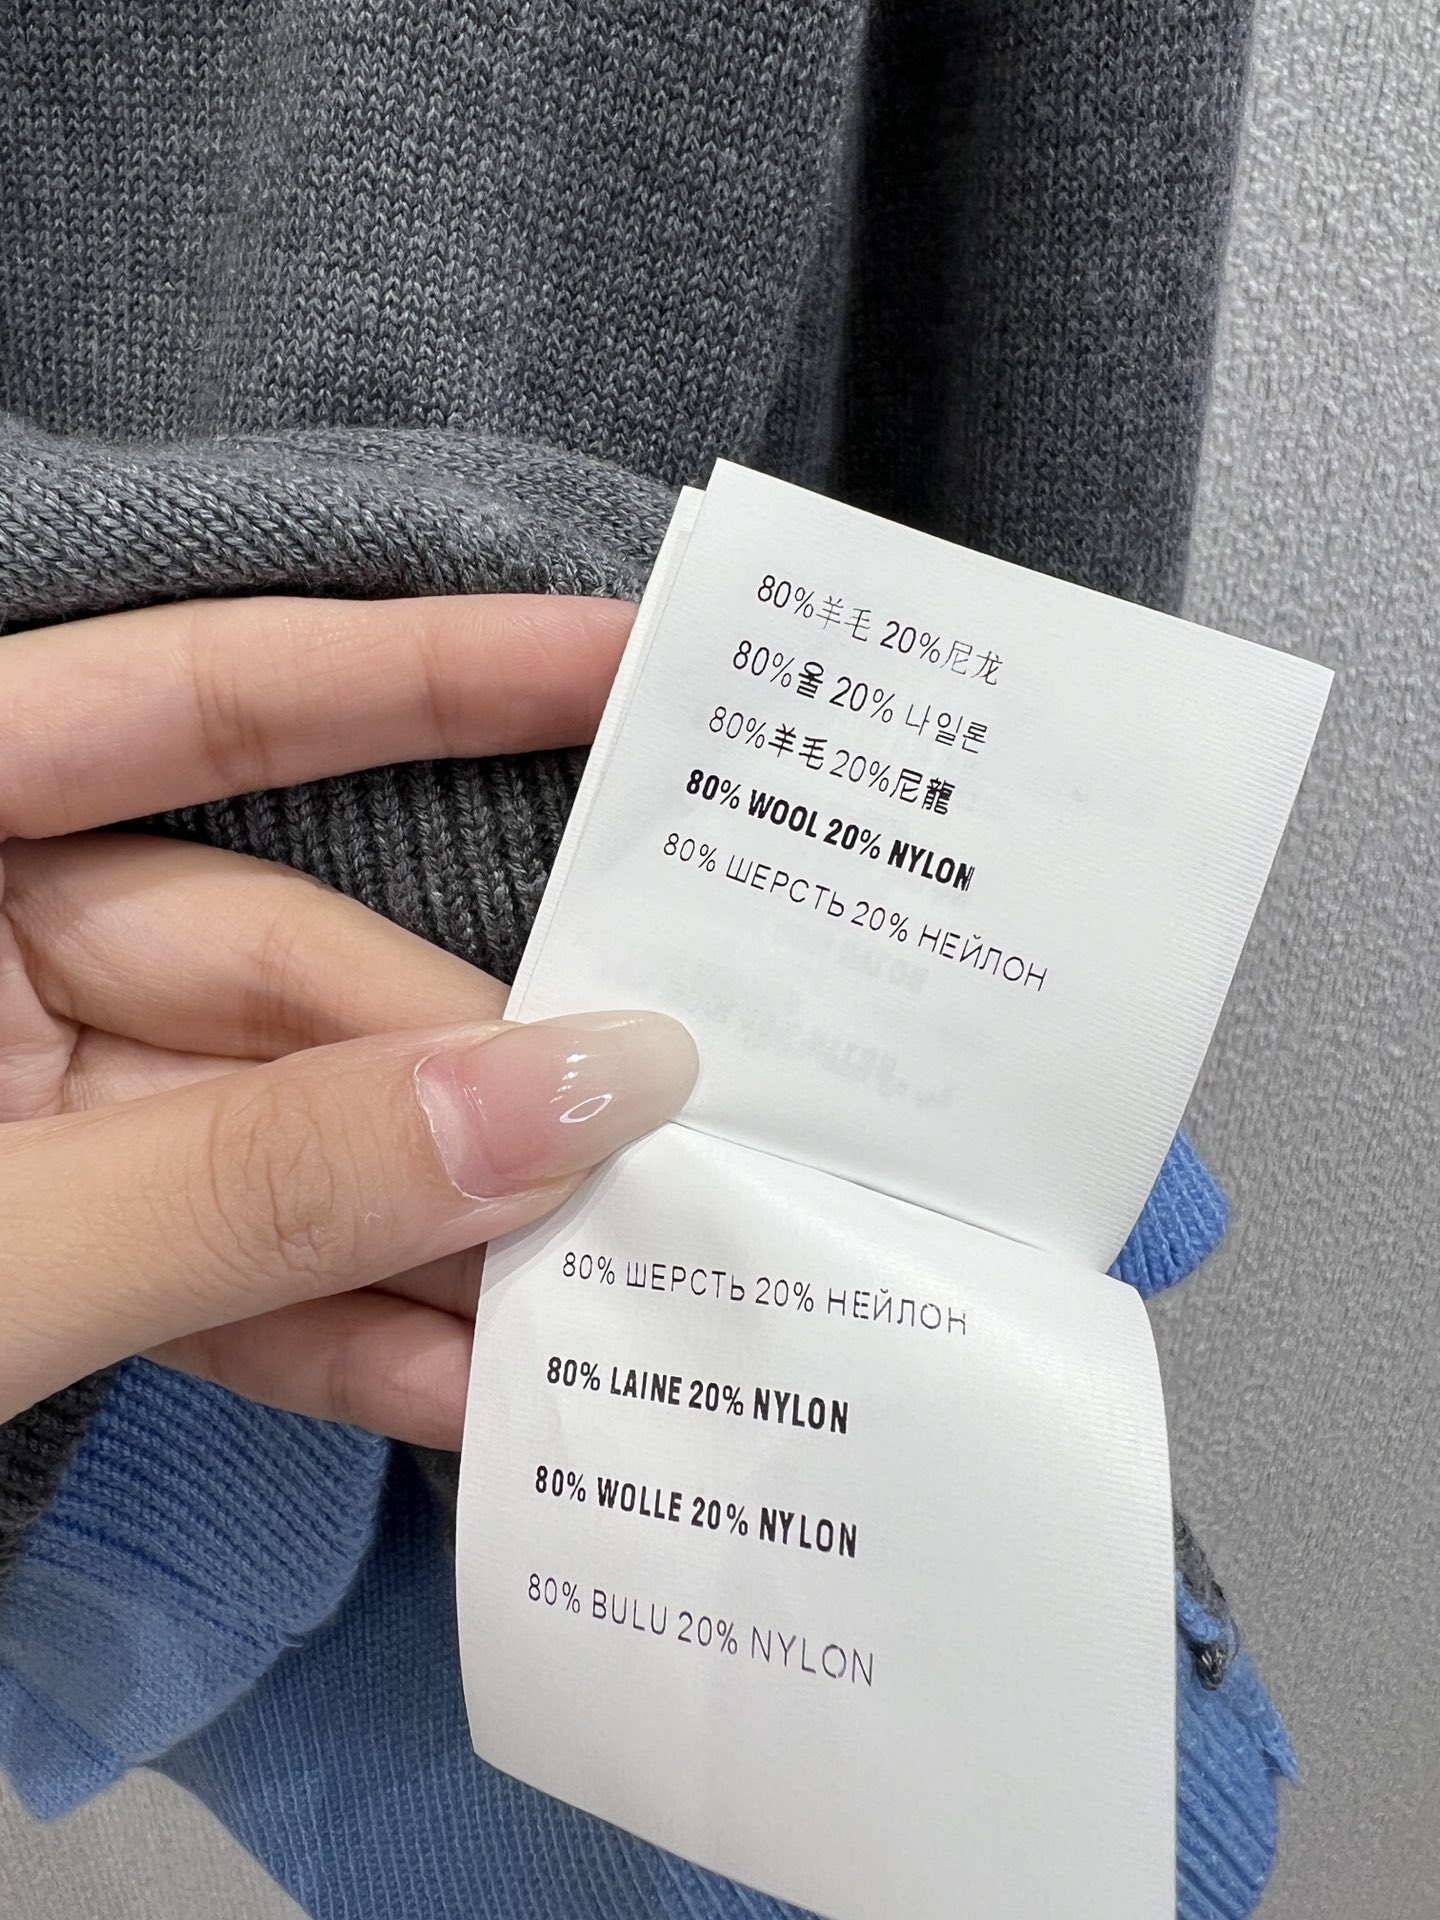 80%羊毛 20%尼龙
80%울 20% 나일론
80%羊毛 20%尼龍
80% WOOL 20% NYLON
80% ШЕРСТЬ 20% НЕЙЛОН
80% ШЕРСТЬ 20% НЕЙЛОН
80% LAINE 20% NYLON
80% WOLLE 20% NYLON
80% BULU 20% NYLON